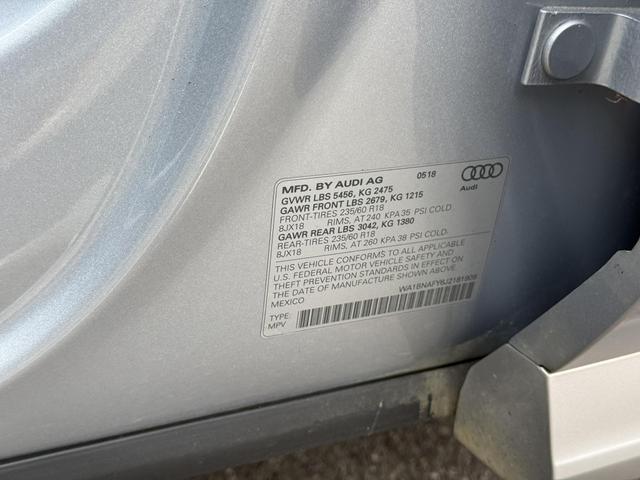 MFD. BY AUDI AG 0518
GVWR LBS 5456, KG 2475
GAWR FRONT LBS 2679, KG 1215
FRONT-TIRES 235/60 R18
8JX18 RIMS, AT 240 KPA 35 PSI COLD.
GAWR REAR LBS 3042, KG 1380
REAR-TIRES 235/60 R18
8JX18 RIMS, AT 260 KPA 38 PSI COLD.
Audi
THIS VEHICLE CONFORMS TO ALL APPLICABLE
U.S. FEDERAL MOTOR VEHICLE SAFETY AND
THEFT PREVENTION STANDARDS IN EFFECT ON
THE DATE OF MANUFACTURE SHOWN ABOVE.
MEXICO
WA1BNAFY6J2181909
TYPE:
MPV